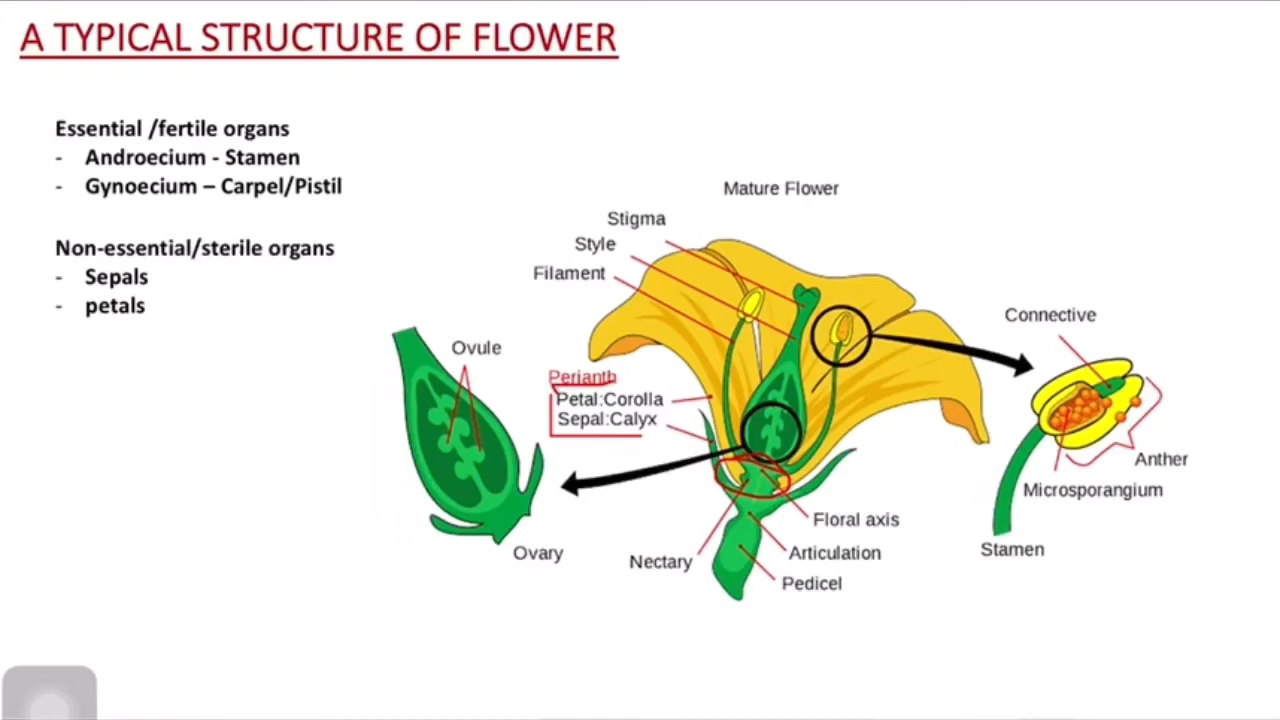 A TYPICAL STRUCTURE OF FLOWER
Essential /fertile organs
- Androecium - Stamen
- Gynoecium – Carpel/Pistil
Non-essential/sterile organs
- Sepals
- petals
Mature Flower
Stigma
Style
Filament
Connective
Ovule
Perianth
Petal:Corolla
Sepal:Calyx
Anther
Microsporangium
Floral axis
Stamen
Ovary
Articulation
Nectary
Pedicel